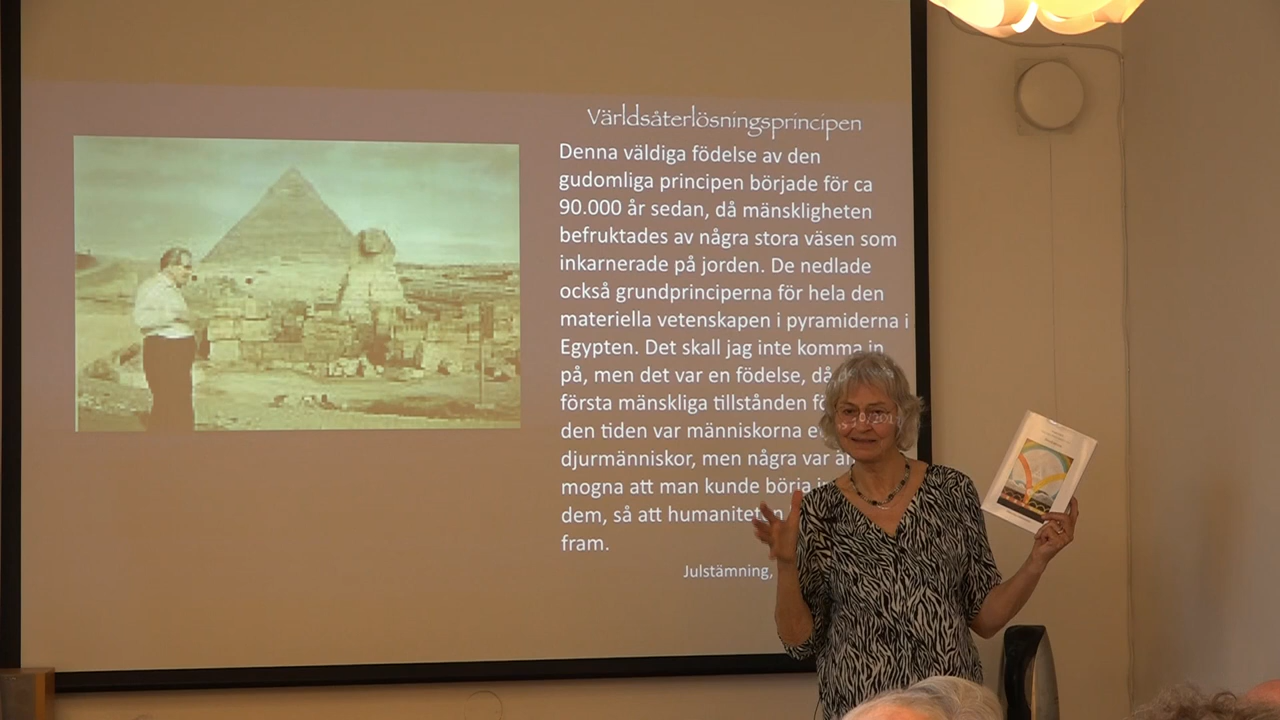 Världsåterlösningsprincipen
Denna väldiga födelse av den
gudomliga principen började för ca
90.000 år sedan, då mänskligheten
befruktades av några stora väsen som
inkarnerade på jorden. De nedlade
också grundprinciperna för hela den
materiella vetenskapen i pyramiderna i
Egypten. Det skall jag inte komma in
på, men det var en födelse, då
första mänskliga tillstånden
den tiden var människorna
djurmänniskor, men några var
mogna att man kunde börja
dem, så att humaniteten
fram.
Julstämning,